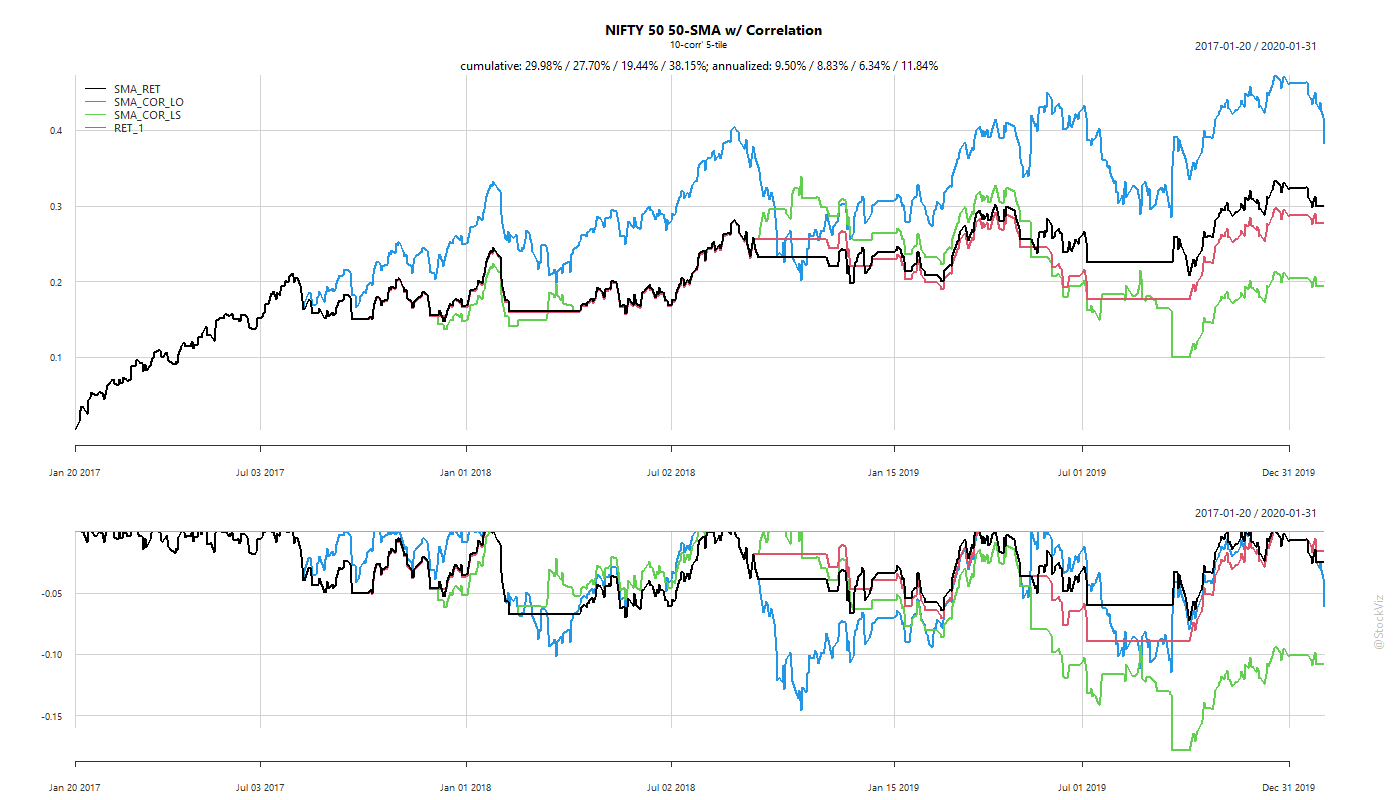 NIFTY 50 50-SMA w/ Correlation
10-corr' 5-tile
2017-01-20 / 2020-01-31
cumulative: 29.98% / 27.70% / 19.44% / 38.15%; annualized: 9.50% / 8.83% / 6.34% / 11.84%
SMA_RET
SMA_COR_LO
SMA_COR_LS
RET_1
0.4
0.3
0.2
0.1
Jan 20 2017 Jul 03 2017 Jan 01 2018 Jul 02 2018 Jan 15 2019 Jul 01 2019 Dec 31 2019
2017-01-20 / 2020-01-31
-0.05
-0.10
-0.15
Jan 20 2017 Jul 03 2017 Jan 01 2018 Jul 02 2018 Jan 15 2019 Jul 01 2019 Dec 31 2019
@StockViz